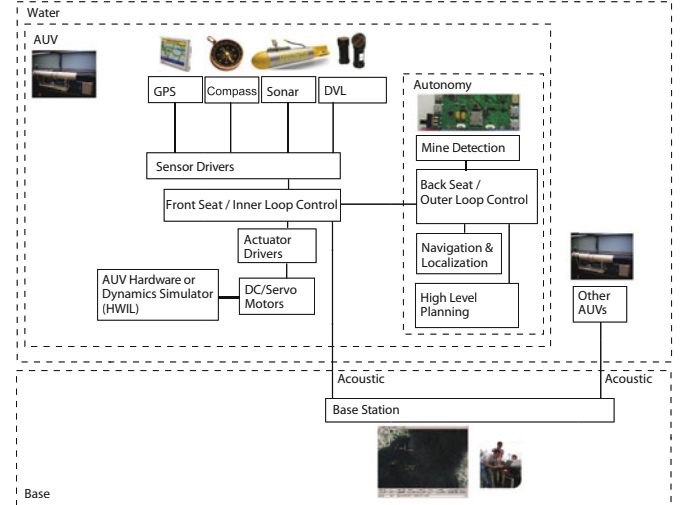 Water
AUV
GPS
Compass
Sonar
DVL
Autonomy
Sensor Drivers
Mine Detection
Front Seat / Inner Loop Control
Back Seat /
Outer Loop Control
Actuator
Drivers
Navigation &
Localization
AUV Hardware or
Dynamics Simulator
(HWIL)
DC/Servo
Motors
High Level
Planning
Other
AUVs
Acoustic
Acoustic
Base Station
Base